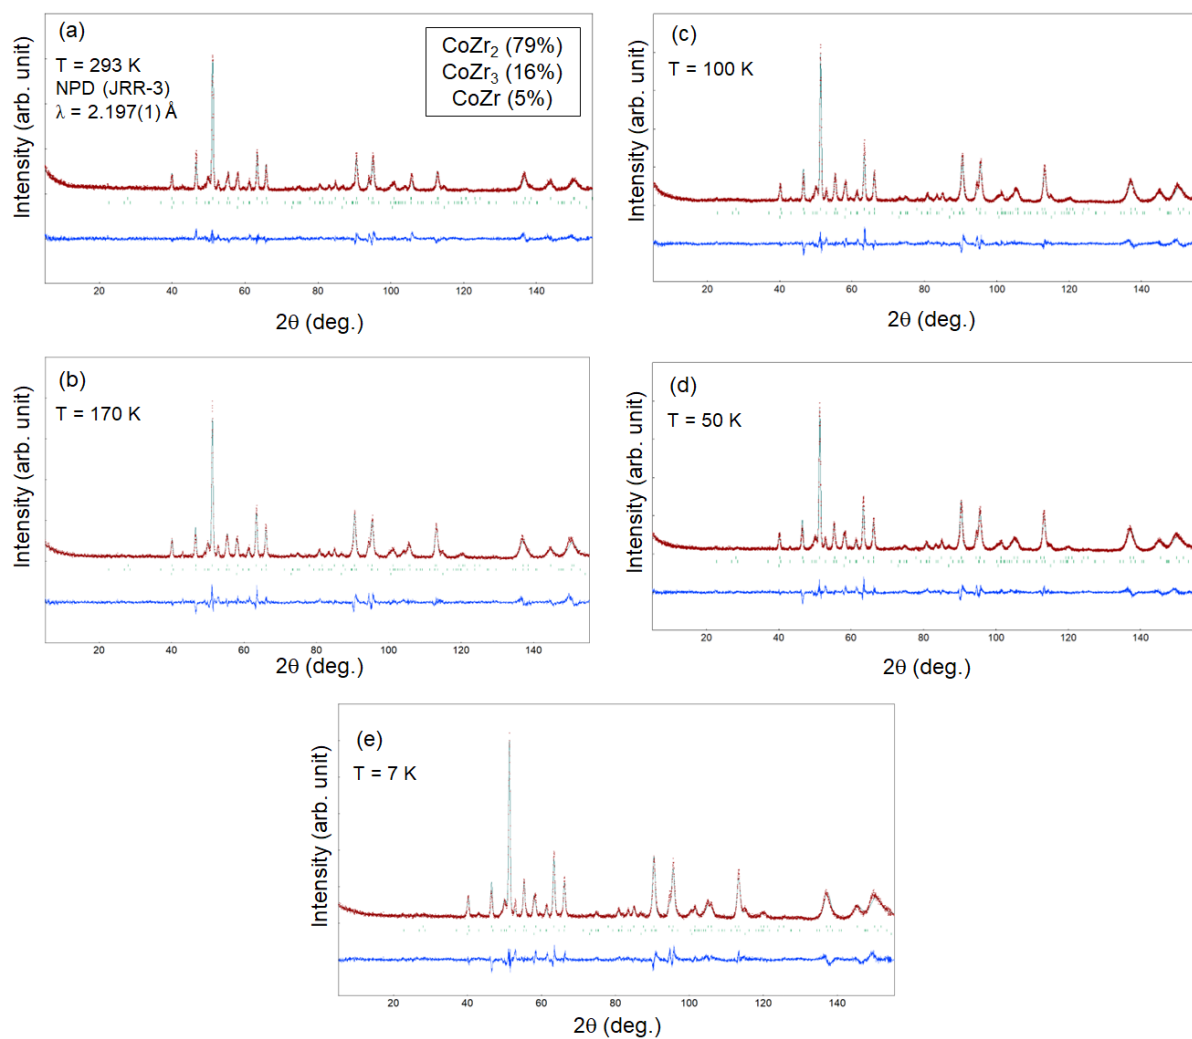 (a)
T = 293 K
NPD (JRR-3)
λ = 2.197(1) Å
CoZr₂ (79%)
CoZr₃ (16%)
CoZr (5%)
Intensity (arb. unit)
20 40 60 80 100 120 140
2θ (deg.)
(c)
T = 100 K
Intensity (arb. unit)
20 40 60 80 100 120 140
2θ (deg.)
(b)
T = 170 K
Intensity (arb. unit)
20 40 60 80 100 120 140
2θ (deg.)
(d)
T = 50 K
Intensity (arb. unit)
20 40 60 80 100 120 140
2θ (deg.)
(e)
T = 7 K
Intensity (arb. unit)
20 40 60 80 100 120 140
2θ (deg.)